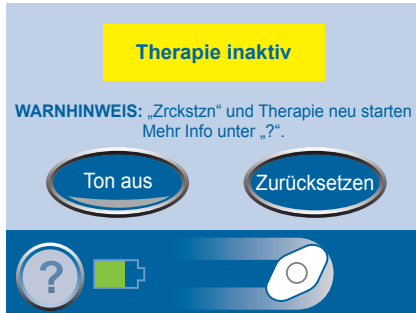 Therapie inaktiv
WARNHINWEIS: „Zrckstzn“ und Therapie neu starten
Mehr Info unter „?“.
Ton aus
Zurücksetzen
?